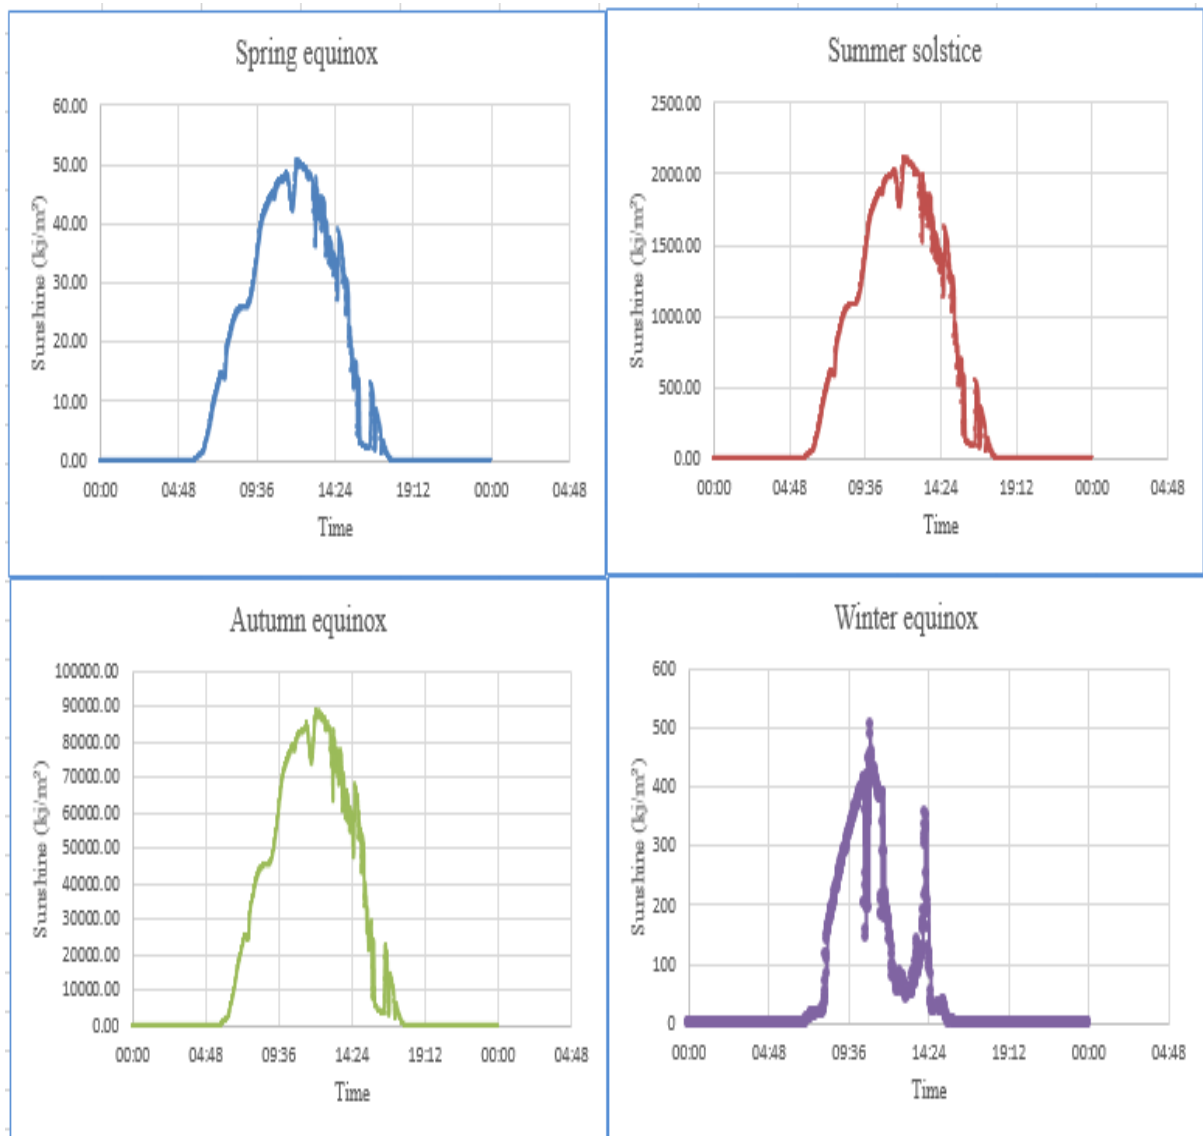 Spring equinox
60.00
50.00
40.00
30.00
20.00
10.00
0.00
Sunshine (kj/m²)
00:00 04:48 09:36 14:24 19:12 00:00 04:48
Time
Summer solstice
2500.00
2000.00
1500.00
1000.00
500.00
0.00
Sunshine (kj/m²)
00:00 04:48 09:36 14:24 19:12 00:00 04:48
Time
Autumn equinox
100000.00
90000.00
80000.00
70000.00
60000.00
50000.00
40000.00
30000.00
20000.00
10000.00
0.00
Sunshine (kj/m²)
00:00 04:48 09:36 14:24 19:12 00:00 04:48
Time
Winter equinox
600
500
400
300
200
100
0
Sunshine (kj/m²)
00:00 04:48 09:36 14:24 19:12 00:00 04:48
Time